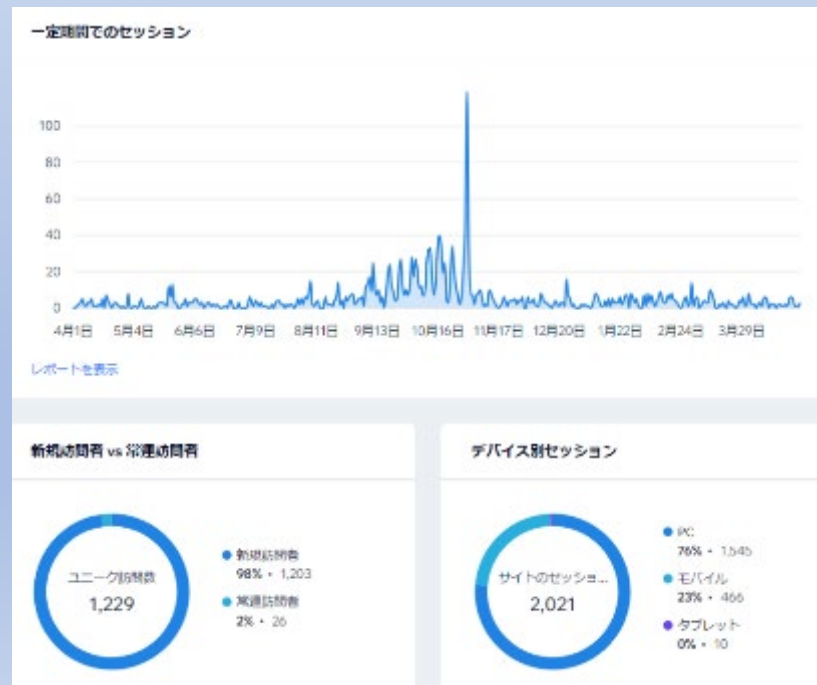 一定期間でのセッション
100
80
60
40
20
0
4月1日 5月4日 6月6日 7月9日 8月11日 9月13日 10月16日 11月17日 12月20日 1月22日 2月24日 3月29日
レポートを表示
新規訪問者 vs 常連訪問者
ユニーク訪問数
1,229
新規訪問者
98% • 1,203
常連訪問者
2% • 26
デバイス別セッション
サイトのセッショ...
2,021
PC
76% • 1,545
モバイル
23% • 466
タブレット
0% • 10